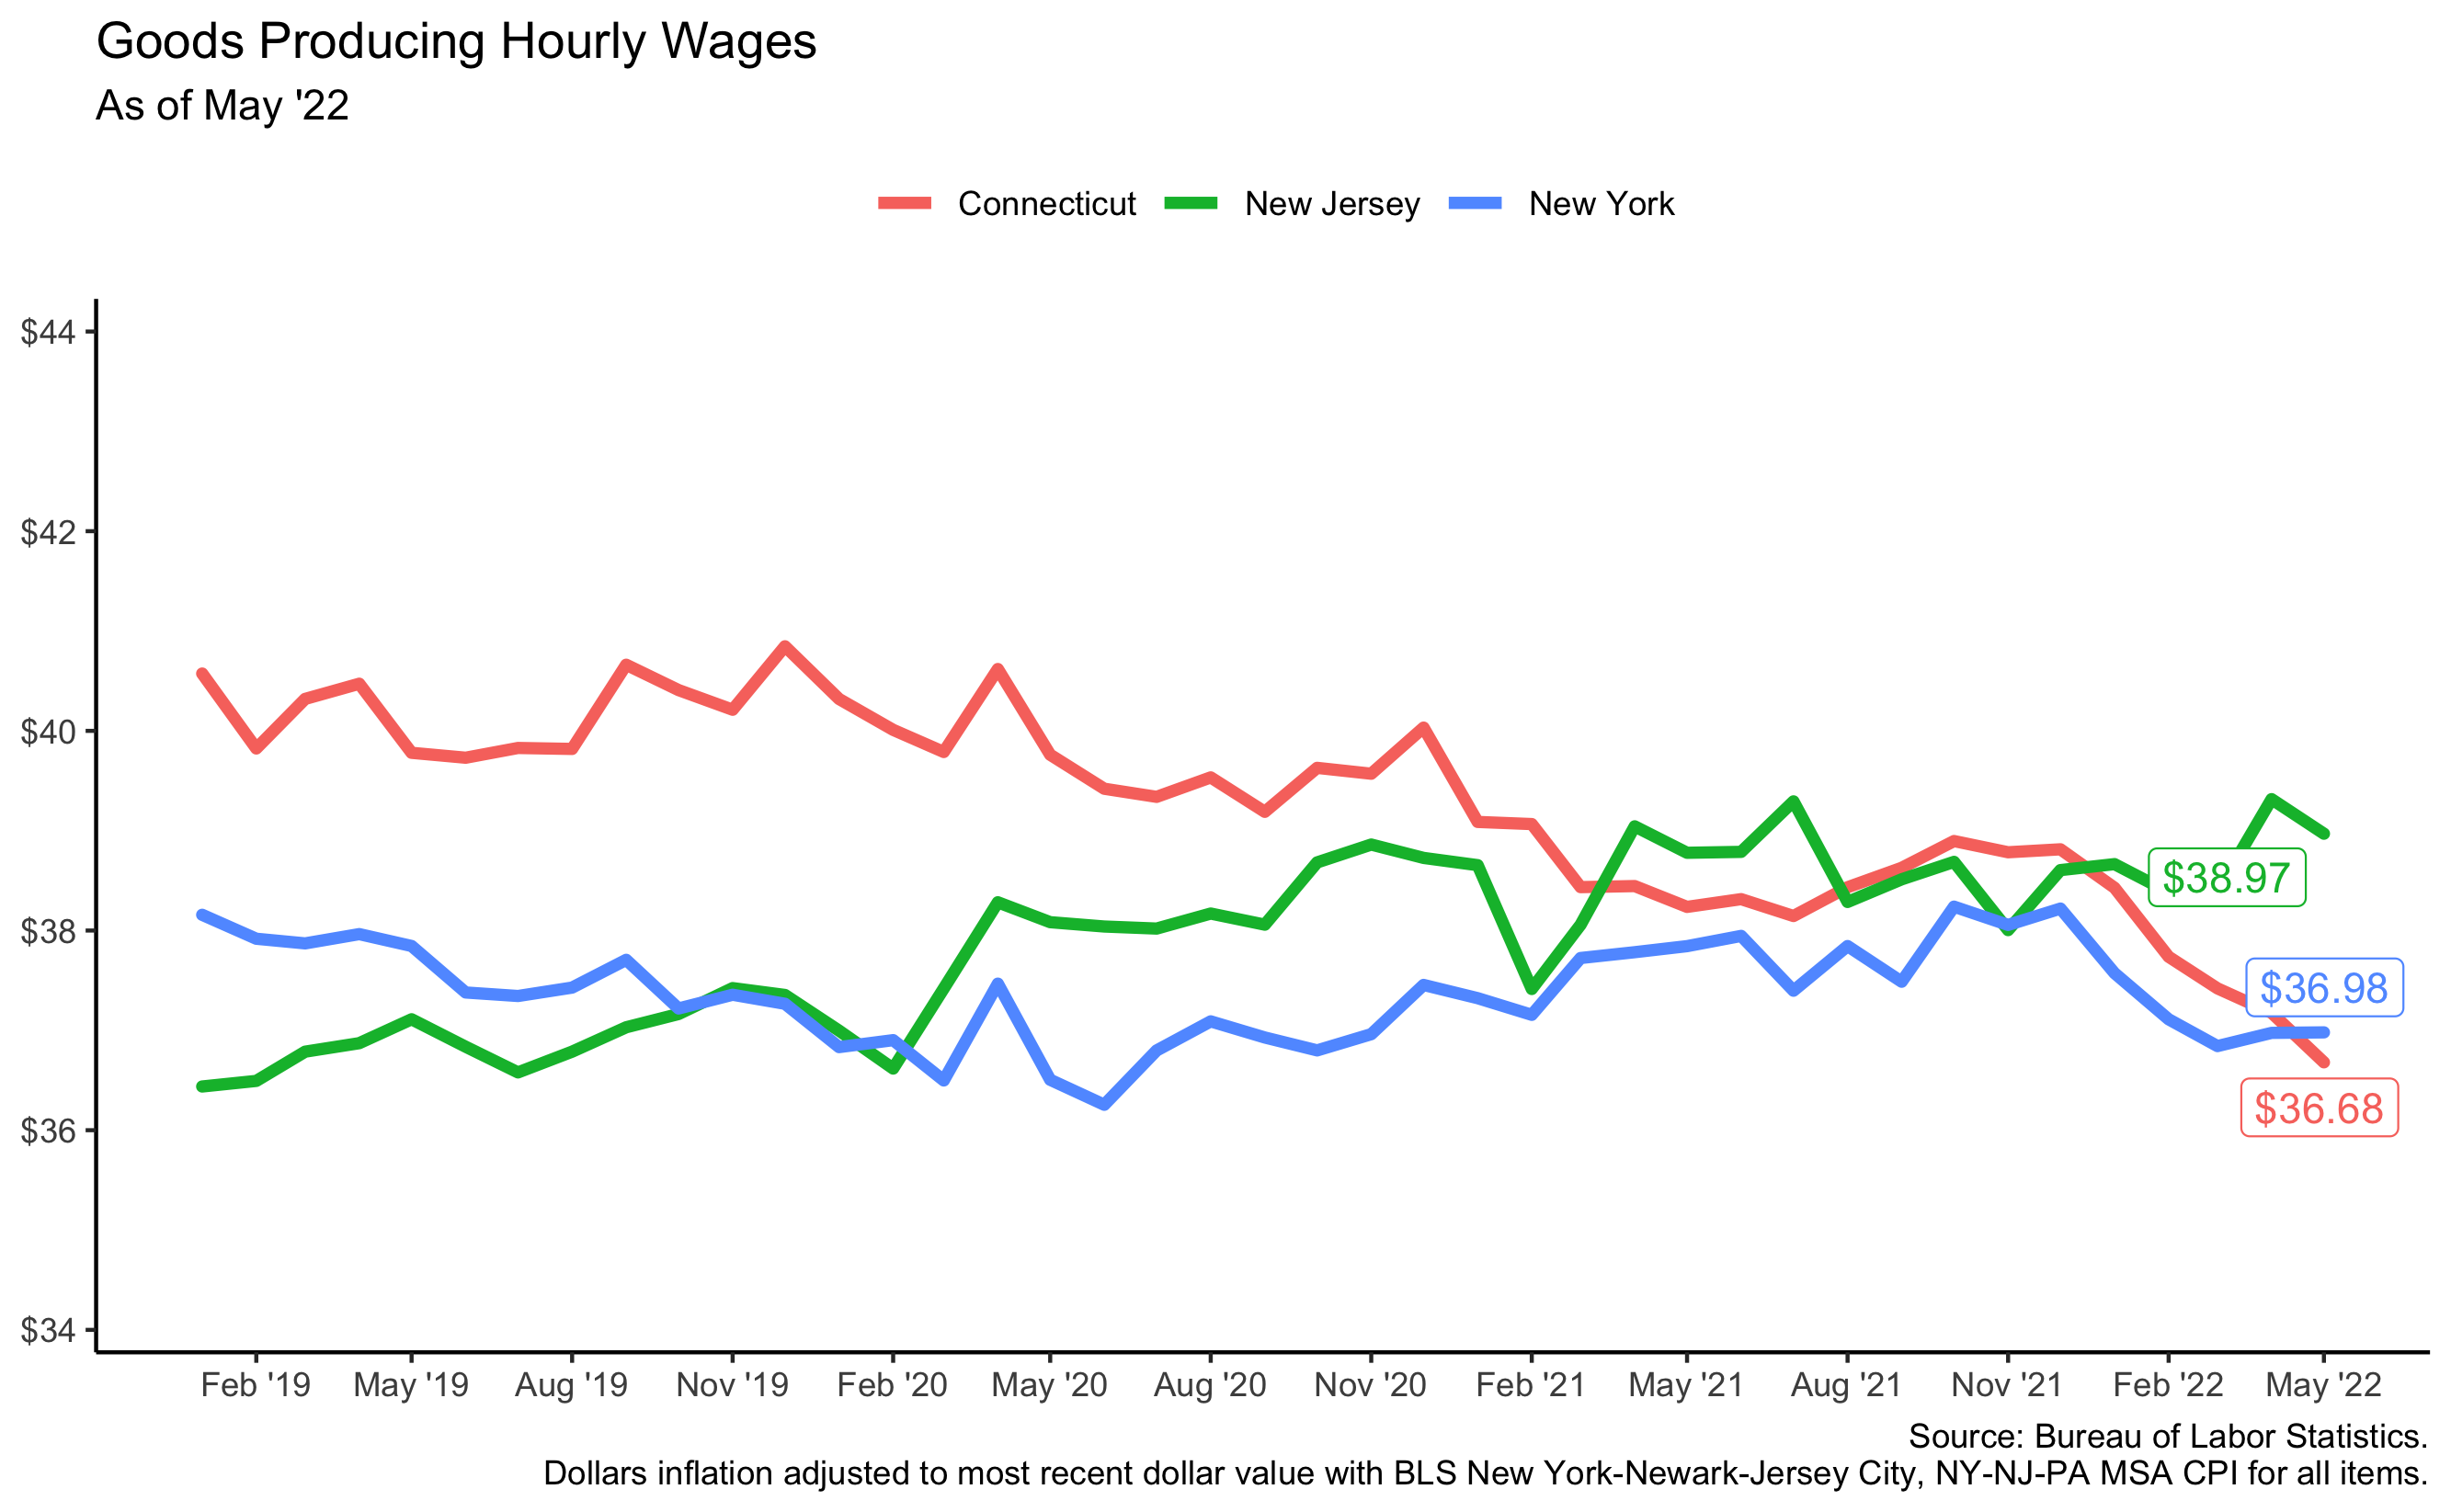 Goods Producing Hourly Wages
As of May '22
Connecticut New Jersey New York
$44
$42
$40
$38
$36
$34
$38.97
$36.98
$36.68
Feb '19 May '19 Aug '19 Nov '19 Feb '20 May '20 Aug '20 Nov '20 Feb '21 May '21 Aug '21 Nov '21 Feb '22 May '22
Source: Bureau of Labor Statistics.
Dollars inflation adjusted to most recent dollar value with BLS New York-Newark-Jersey City, NY-NJ-PA MSA CPI for all items.